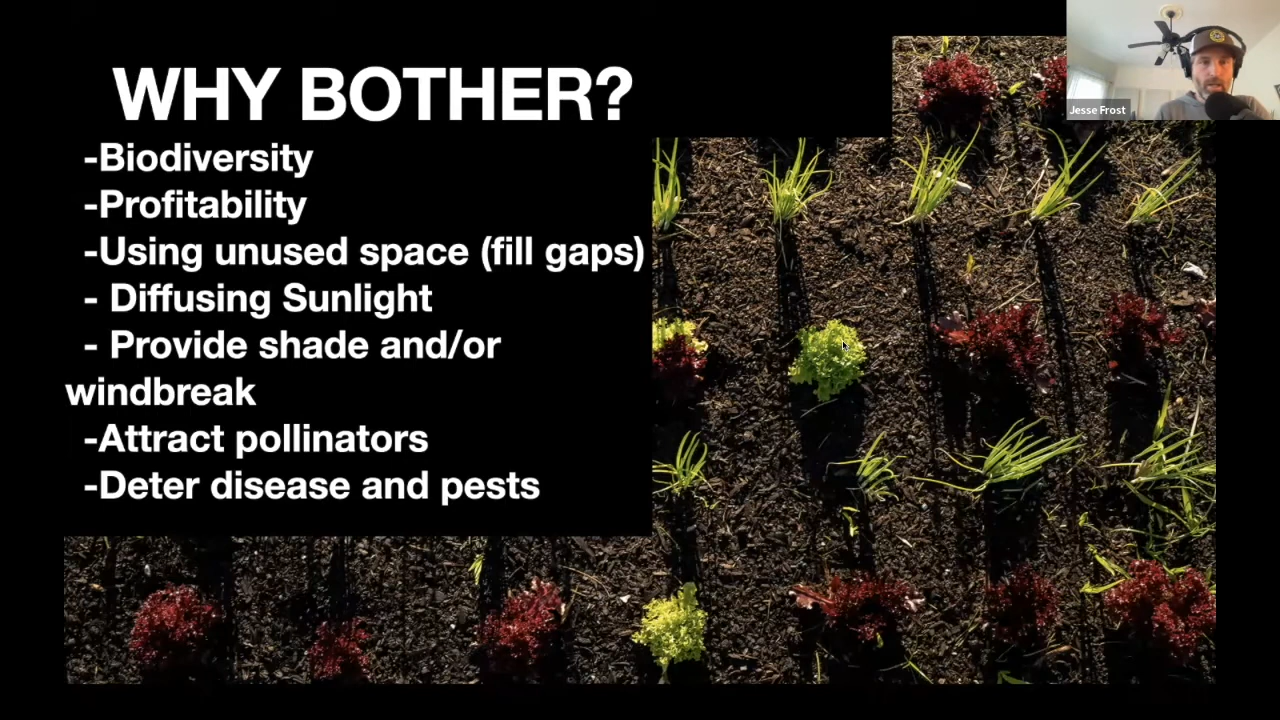 WHY BOTHER?
-Biodiversity
-Profitability
-Using unused space (fill gaps)
- Diffusing Sunlight
- Provide shade and/or
windbreak
-Attract pollinators
-Deter disease and pests
Jesse Frost